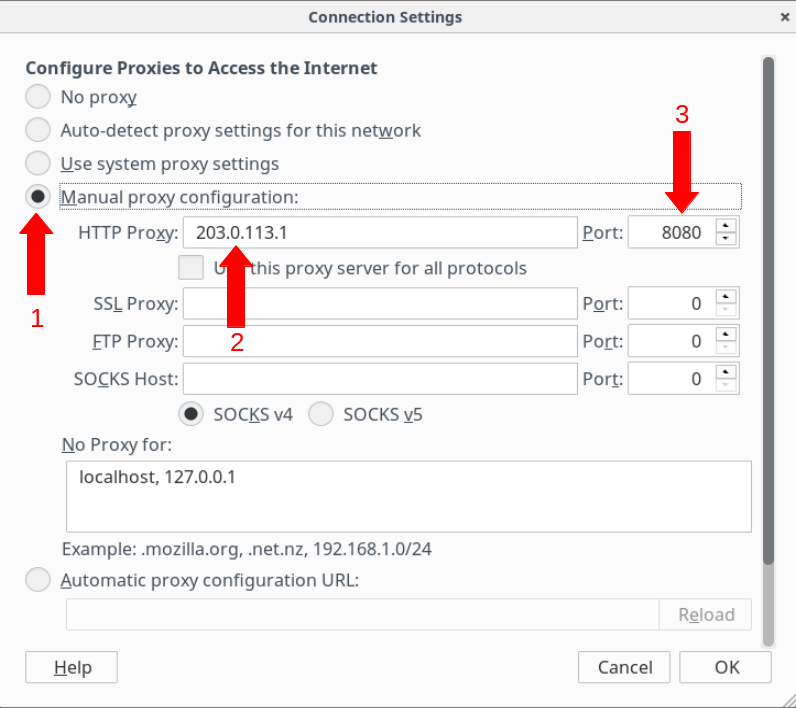 Connection Settings ×
Configure Proxies to Access the Internet
No proxy
Auto-detect proxy settings for this network
Use system proxy settings
3
Manual proxy configuration:
HTTP Proxy: 203.0.113.1 Port: 8080
this proxy server for all protocols
1
SSL Proxy: Port: 0
2
FTP Proxy: Port: 0
SOCKS Host: Port: 0
SOCKS v4 SOCKS v5
No Proxy for:
localhost, 127.0.0.1
Example: .mozilla.org, .net.nz, 192.168.1.0/24
Automatic proxy configuration URL:
Reload
Help Cancel OK